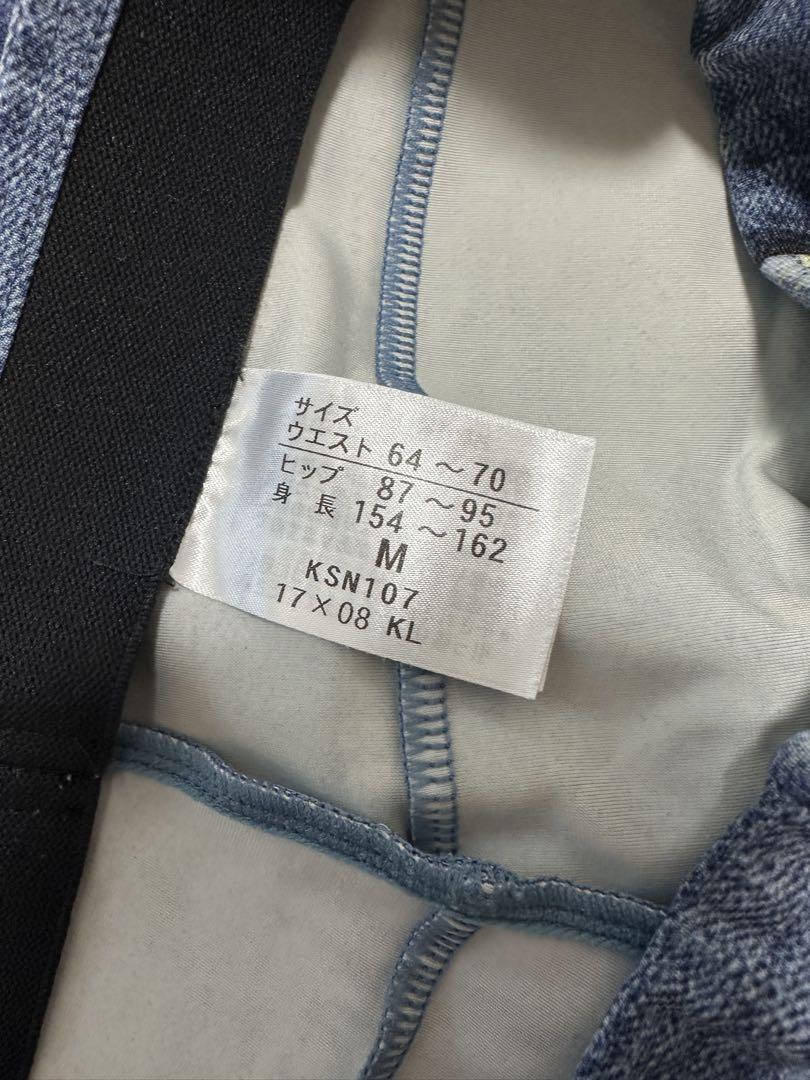 サイズ
ウエスト 64 〜 70
ヒップ 87 〜 95
身長 154 〜 162
M
KSN107
17×08 KL